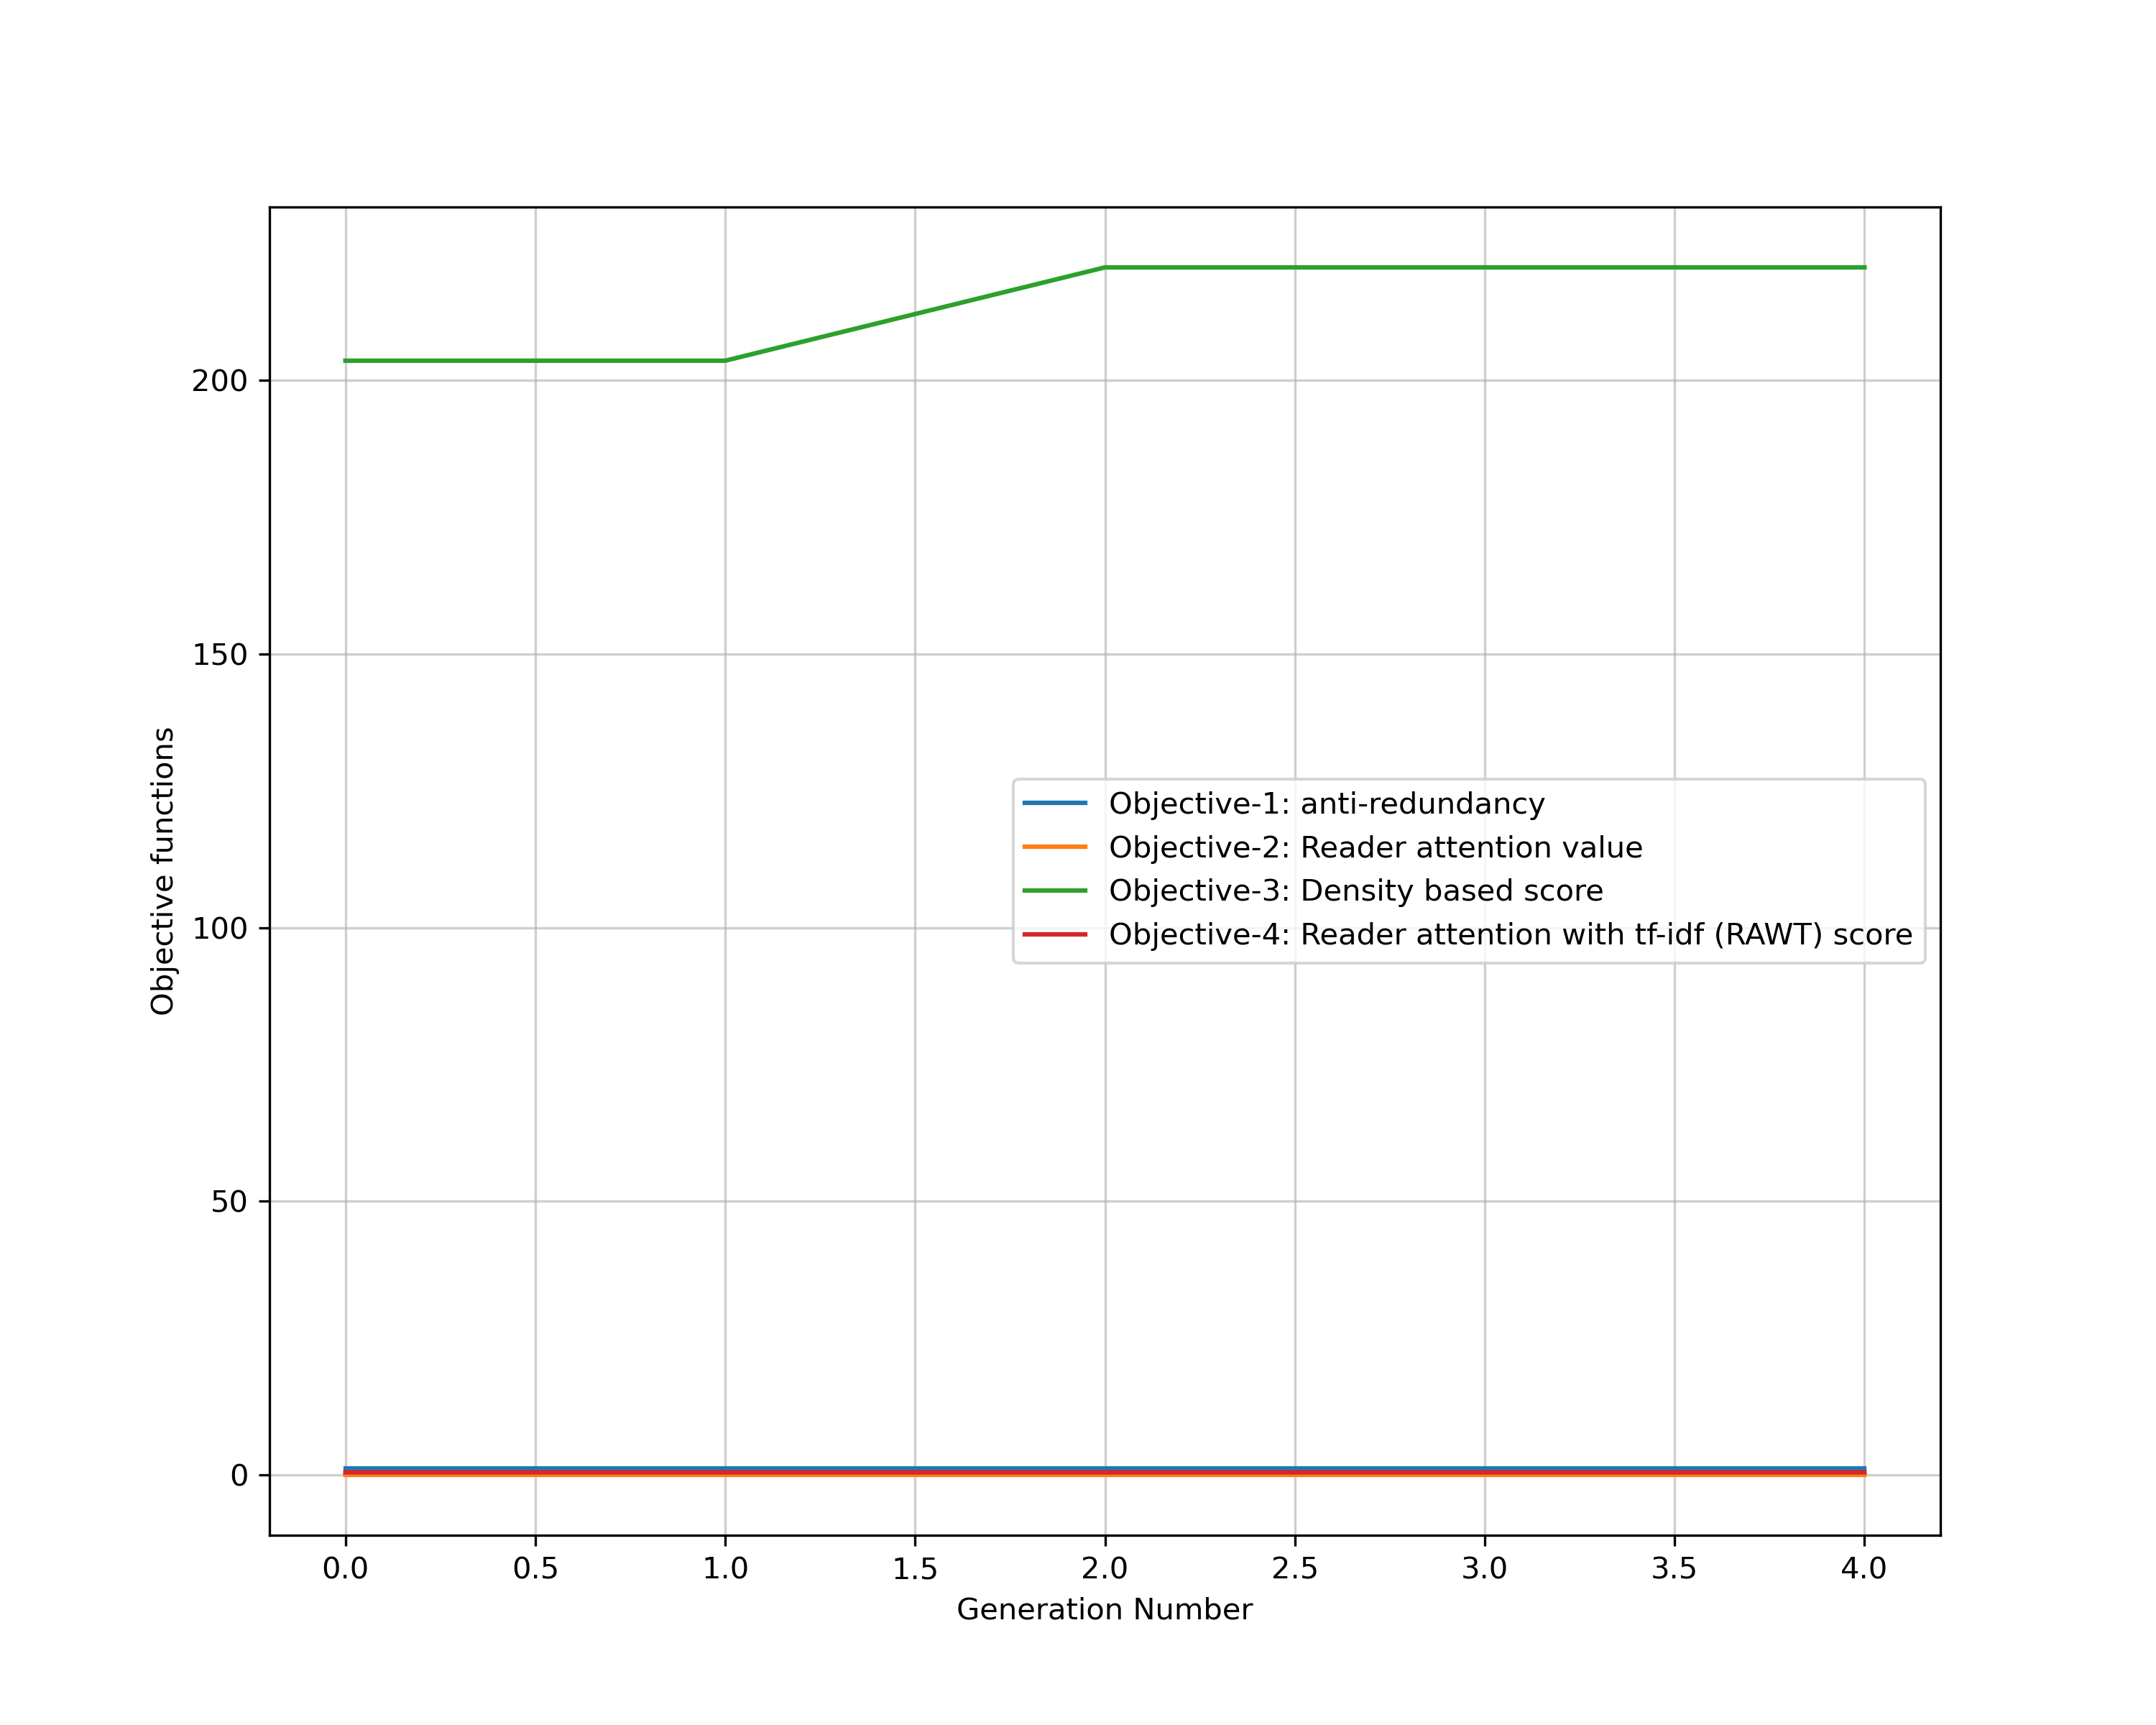 200
150
100
50
0
Objective functions
Objective-1: anti-redundancy
Objective-2: Reader attention value
Objective-3: Density based score
Objective-4: Reader attention with tf-idf (RAWT) score
0.0 0.5 1.0 1.5 2.0 2.5 3.0 3.5 4.0
Generation Number